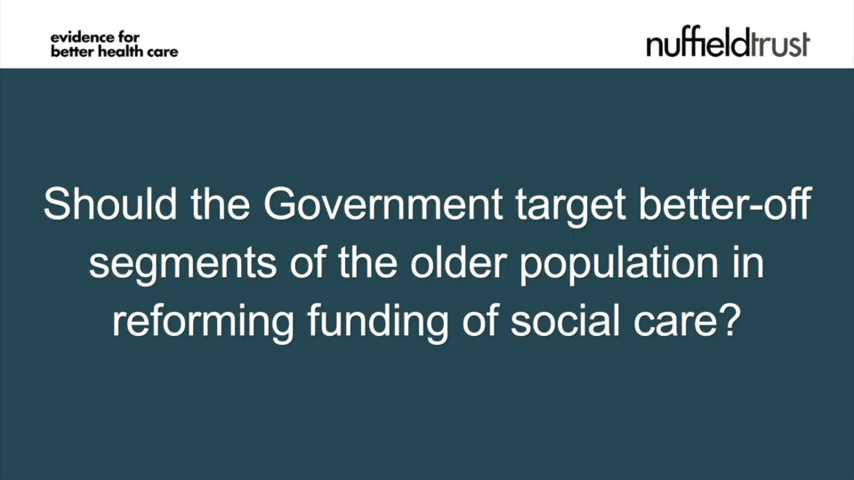 evidence for
better health care
nuffieldtrust
Should the Government target better-off
segments of the older population in
reforming funding of social care?